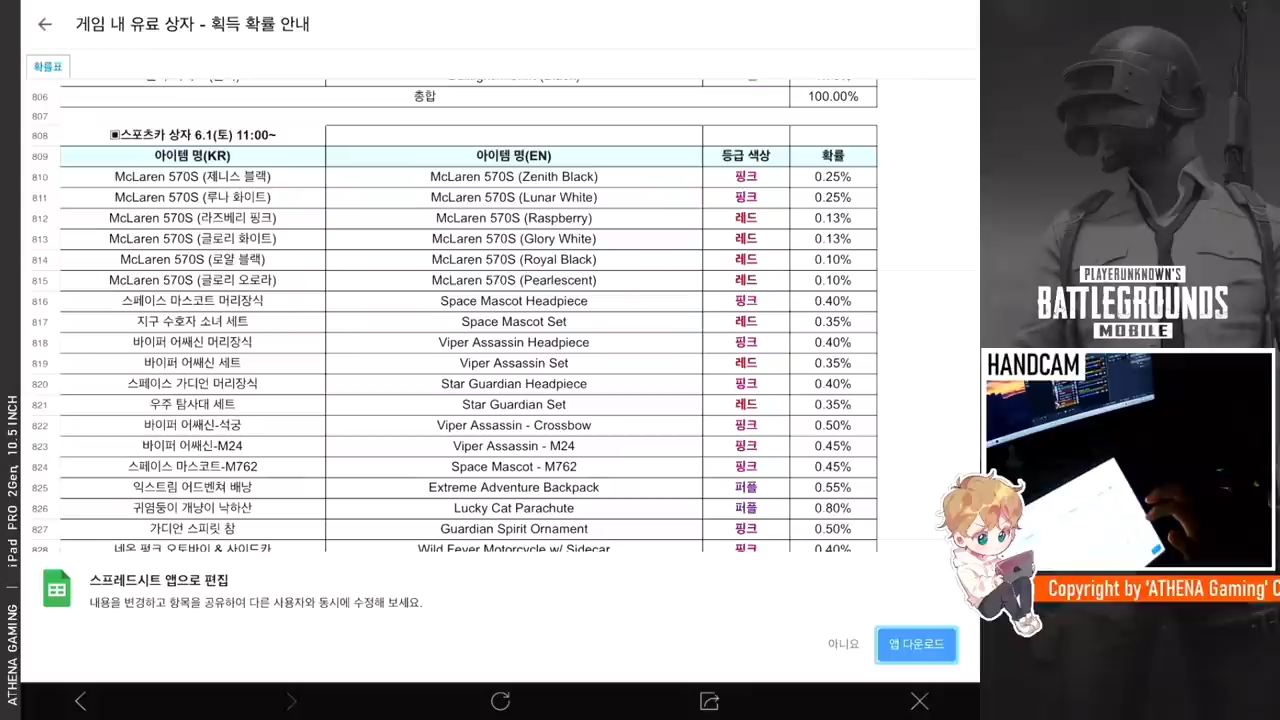 게임 내 유료 상자 - 획득 확률 안내
확률표
806 총합 100.00%
807
808 ▣스포츠카 상자 6.1(토) 11:00~
809 아이템 명(KR) 아이템 명(EN) 등급 색상 확률
810 McLaren 570S (제니스 블랙) McLaren 570S (Zenith Black) 핑크 0.25%
811 McLaren 570S (루나 화이트) McLaren 570S (Lunar White) 핑크 0.25%
812 McLaren 570S (라즈베리 핑크) McLaren 570S (Raspberry) 레드 0.13%
813 McLaren 570S (글로리 화이트) McLaren 570S (Glory White) 레드 0.13%
814 McLaren 570S (로얄 블랙) McLaren 570S (Royal Black) 레드 0.10%
815 McLaren 570S (글로리 오로라) McLaren 570S (Pearlescent) 레드 0.10%
816 스페이스 마스코트 머리장식 Space Mascot Headpiece 핑크 0.40%
817 지구 수호자 소녀 세트 Space Mascot Set 레드 0.35%
818 바이퍼 어쌔신 머리장식 Viper Assassin Headpiece 핑크 0.40%
819 바이퍼 어쌔신 세트 Viper Assassin Set 레드 0.35%
820 스페이스 가디언 머리장식 Star Guardian Headpiece 핑크 0.40%
821 우주 탐사대 세트 Star Guardian Set 레드 0.35%
822 바이퍼 어쌔신-석궁 Viper Assassin - Crossbow 핑크 0.50%
823 바이퍼 어쌔신-M24 Viper Assassin - M24 핑크 0.45%
824 스페이스 마스코트-M762 Space Mascot - M762 핑크 0.45%
825 익스트림 어드벤쳐 배낭 Extreme Adventure Backpack 퍼플 0.55%
826 귀염둥이 개냥이 낙하산 Lucky Cat Parachute 퍼플 0.80%
827 가디언 스피릿 참 Guardian Spirit Ornament 핑크 0.50%
828 네온 핑크 오토바이 & 사이드카 Wild Fever Motorcycle w/ Sidecar 핑크 0.40%
스프레드시트 앱으로 편집
내용을 변경하고 항목을 공유하여 다른 사용자와 동시에 수정해 보세요.
아니요 앱 다운로드
ATHENA GAMING | iPad PRO 2Gen, 10.5 INCH
PLAYERUNKNOWN'S
BATTLEGROUNDS
MOBILE
HANDCAM
Copyright by 'ATHENA Gaming' C